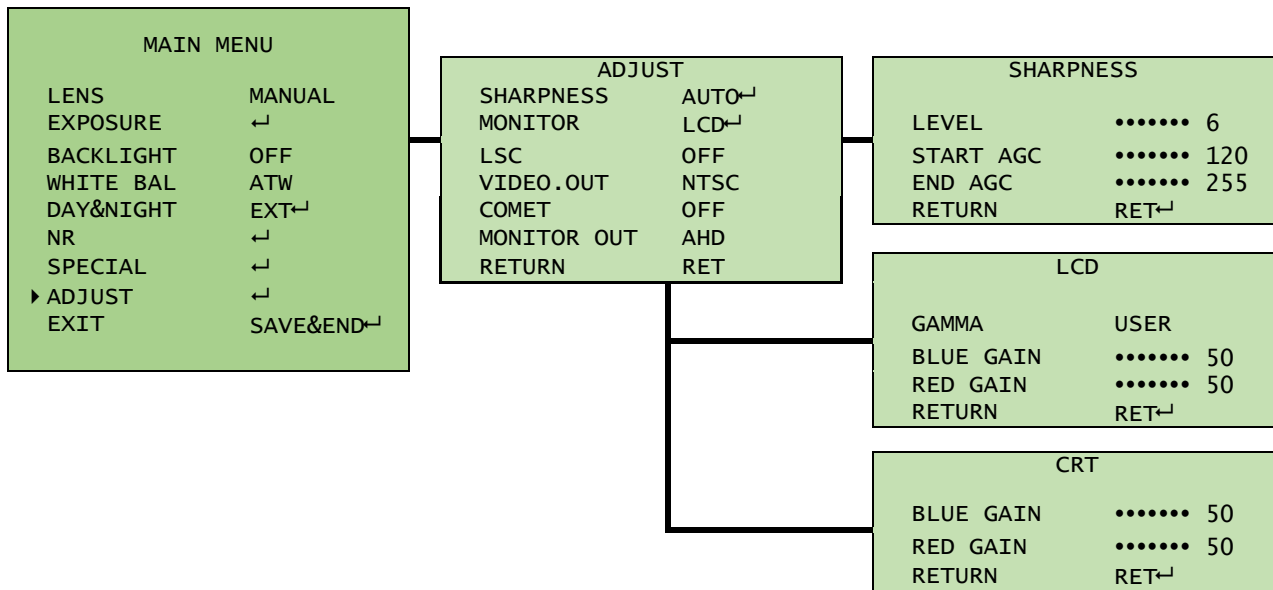 MAIN MENU
LENS MANUAL
EXPOSURE ↵
BACKLIGHT OFF
WHITE BAL ATW
DAY&NIGHT EXT↵
NR ↵
SPECIAL ↵
ADJUST ↵
EXIT SAVE&END↵
ADJUST
SHARPNESS AUTO↵
MONITOR LCD↵
LSC OFF
VIDEO.OUT NTSC
COMET OFF
MONITOR OUT AHD
RETURN RET
SHARPNESS
LEVEL ••••••• 6
START AGC ••••••• 120
END AGC ••••••• 255
RETURN RET↵
LCD
GAMMA USER
BLUE GAIN ••••••• 50
RED GAIN ••••••• 50
RETURN RET↵
CRT
BLUE GAIN ••••••• 50
RED GAIN ••••••• 50
RETURN RET↵